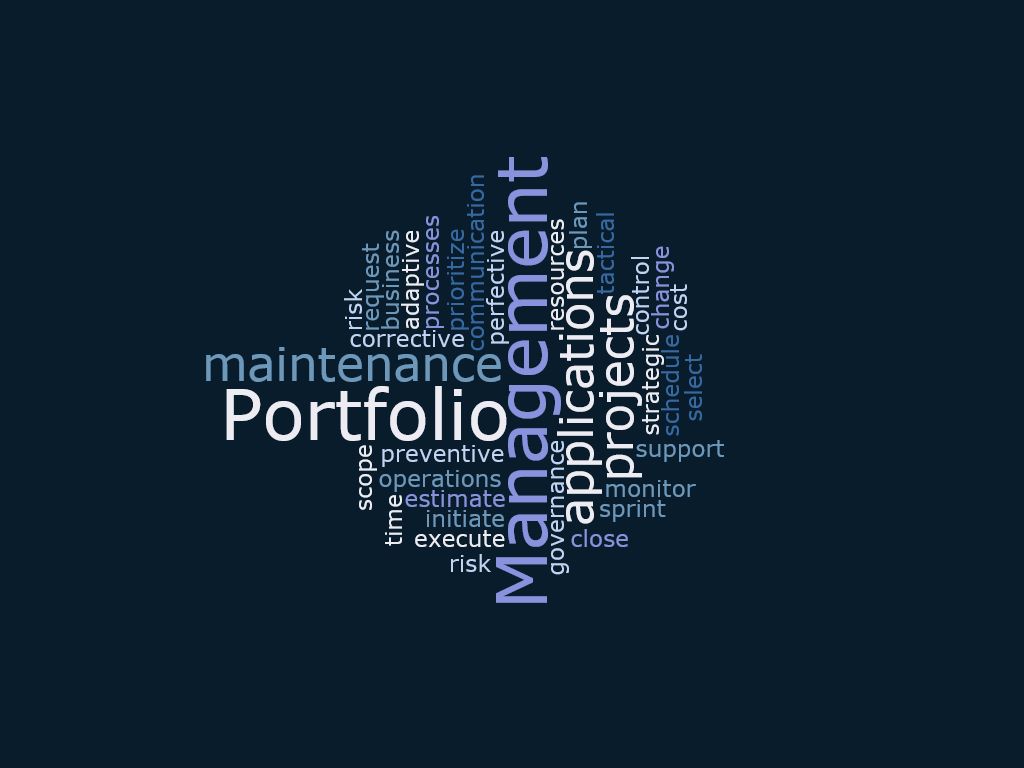 communication
Management
plan
tactical
processes
resources
prioritize
perfective
business
adaptive
request
change
control
applications
cost
risk
projects
corrective
strategic
schedule
maintenance
select
Portfolio
support
preventive
governance
scope
operations
monitor
estimate
time
sprint
initiate
execute
close
risk